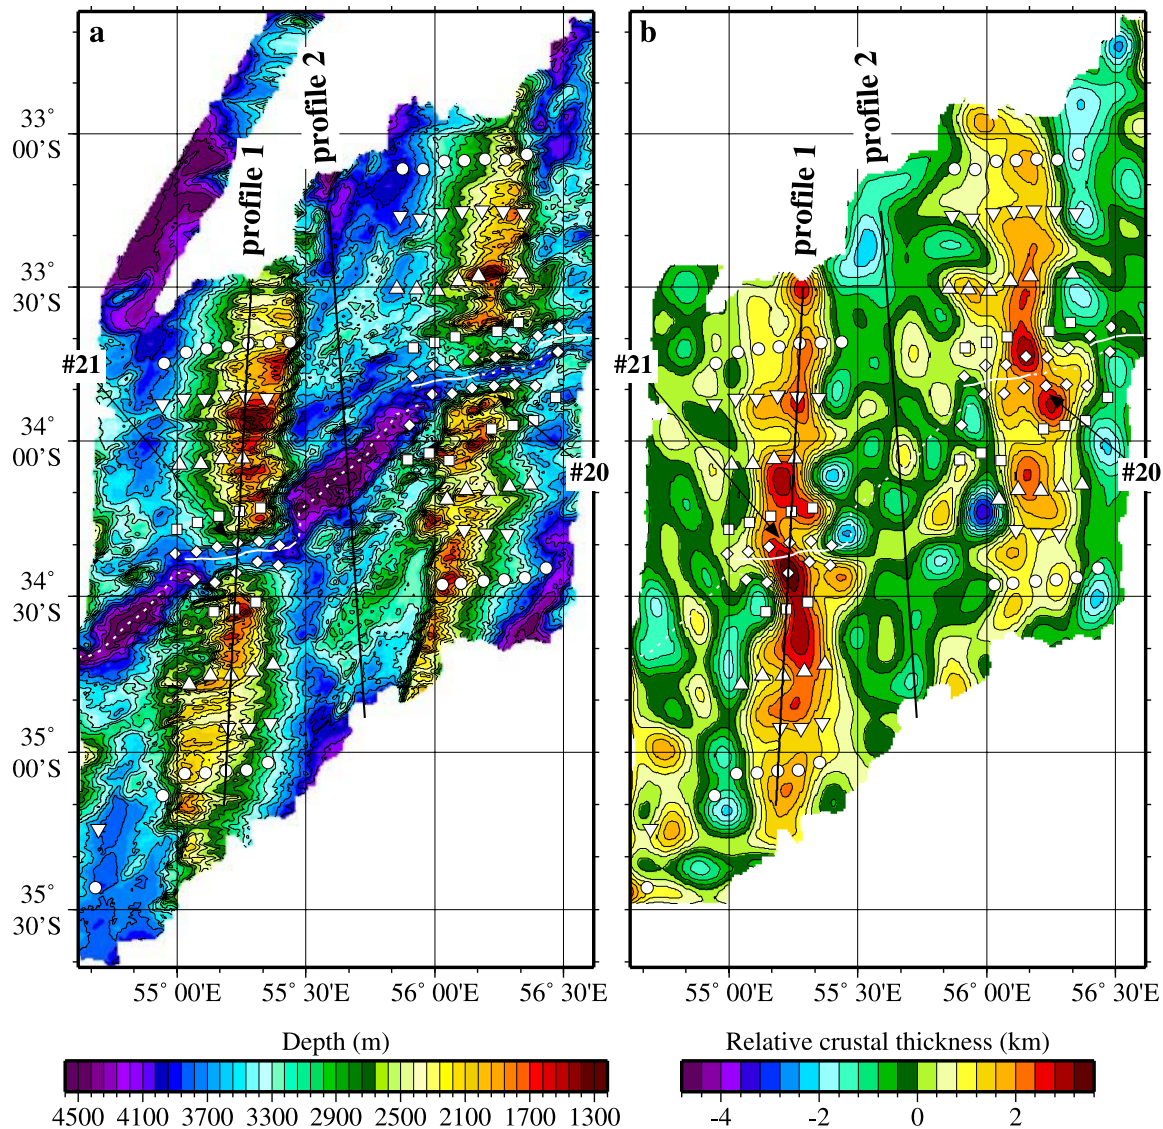 a
b
profile 1
profile 2
profile 1
profile 2
33°
00'S
33°
30'S
34°
00'S
34°
30'S
35°
00'S
35°
30'S
#21
#20
#21
#20
55° 00'E
55° 30'E
56° 00'E
56° 30'E
55° 00'E
55° 30'E
56° 00'E
56° 30'E
Depth (m)
4500 4100 3700 3300 2900 2500 2100 1700 1300
Relative crustal thickness (km)
-4 -2 0 2